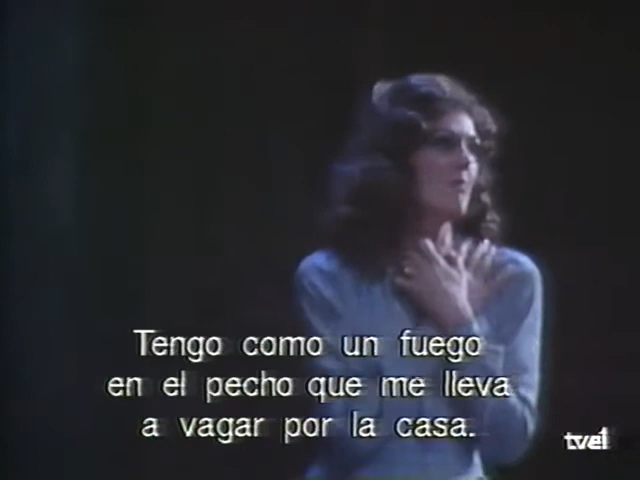 Tengo como un fuego
en el pecho que me lleva
a vagar por la casa.
tve1